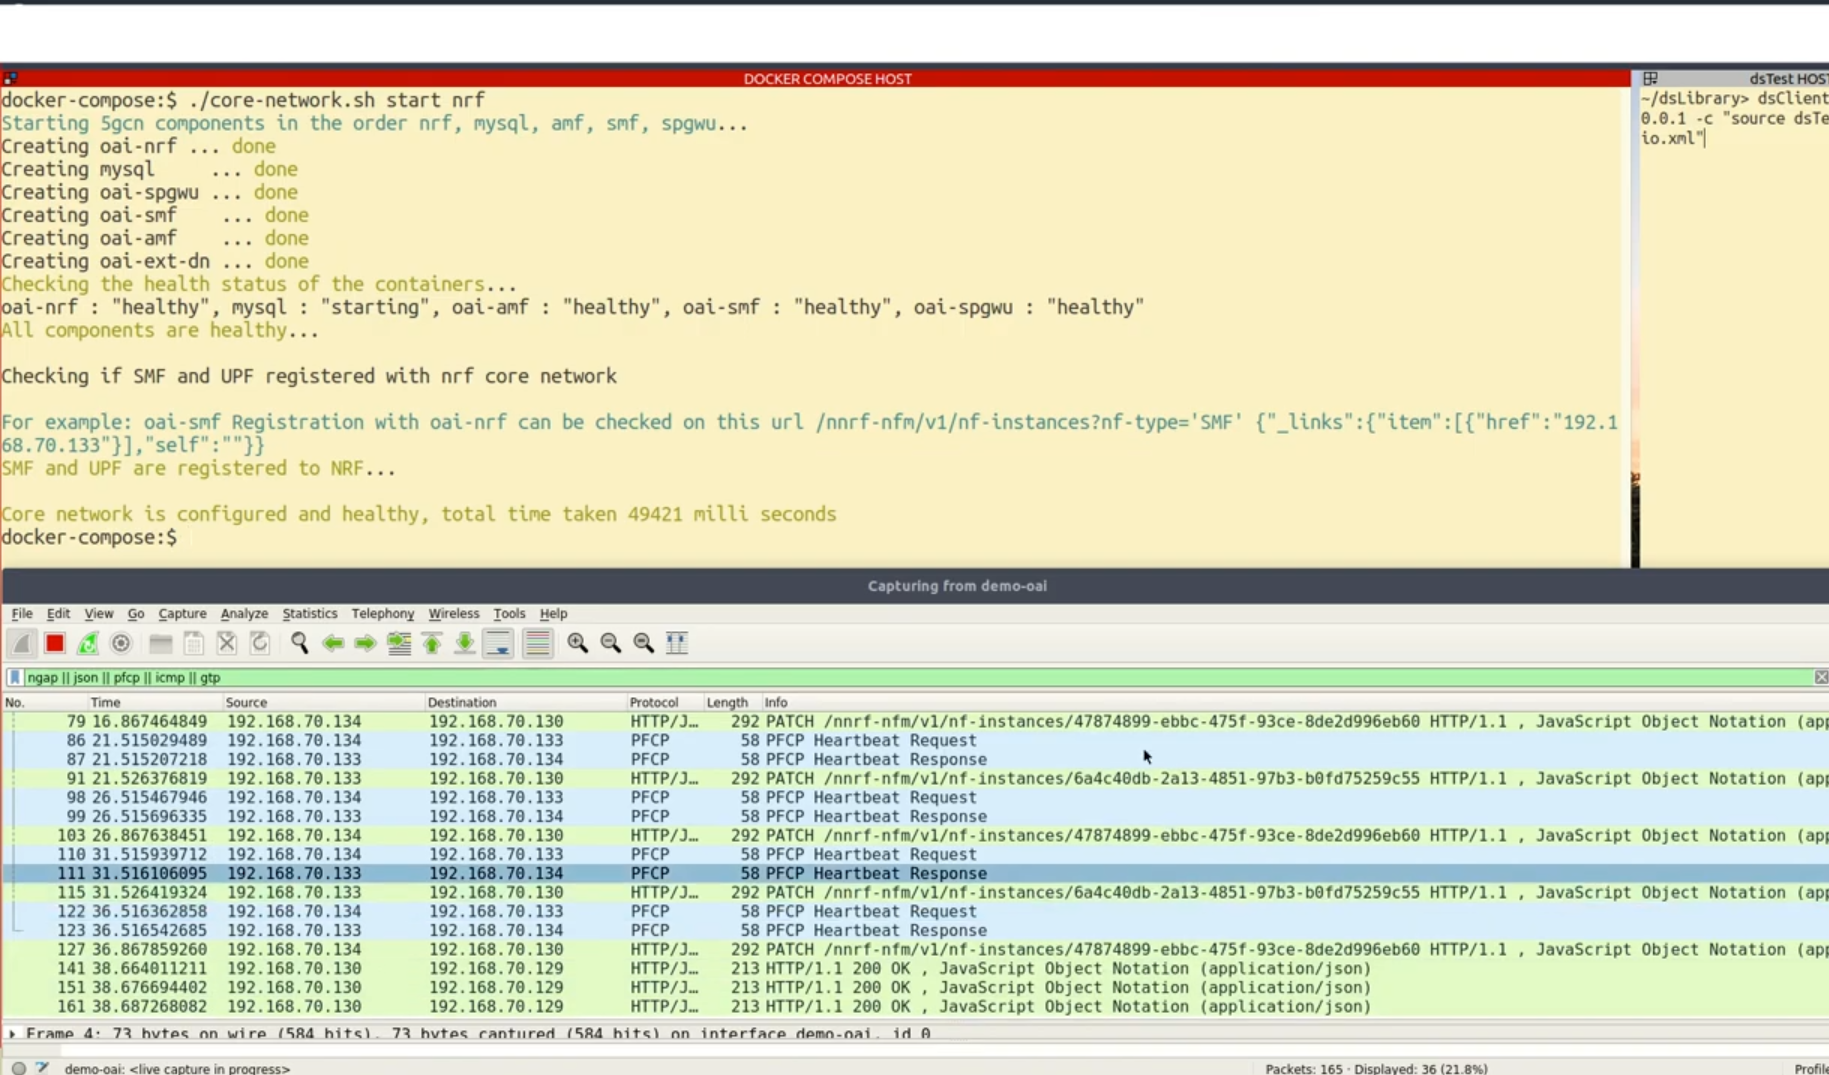 DOCKER COMPOSE HOST
docker-compose:$ ./core-network.sh start nrf
Starting 5gcn components in the order nrf, mysql, amf, smf, spgwu...
Creating oai-nrf ... done
Creating mysql     ... done
Creating oai-spgwu ... done
Creating oai-smf    ... done
Creating oai-amf    ... done
Creating oai-ext-dn ... done
Checking the health status of the containers...
oai-nrf : "healthy", mysql : "starting", oai-amf : "healthy", oai-smf : "healthy", oai-spgwu : "healthy"
All components are healthy...
Checking if SMF and UPF registered with nrf core network
For example: oai-smf Registration with oai-nrf can be checked on this url /nnrf-nfm/v1/nf-instances?nf-type='SMF' {"_links":{"item":[{"href":"192.1
68.70.133"}],"self":""}}
SMF and UPF are registered to NRF...
Core network is configured and healthy, total time taken 49421 milli seconds
docker-compose:$
dsTest HOST
~/dsLibrary> dsClient
0.0.1 -c "source dsTe
io.xml"
Capturing from demo-oai
File Edit View Go Capture Analyze Statistics Telephony Wireless Tools Help
ngap || json || pfcp || icmp || gtp
No. Time Source Destination Protocol Length Info
79 16.867464849 192.168.70.134 192.168.70.130 HTTP/J… 292 PATCH /nnrf-nfm/v1/nf-instances/47874899-ebbc-475f-93ce-8de2d996eb60 HTTP/1.1 , JavaScript Object Notation (app
86 21.515029489 192.168.70.134 192.168.70.133 PFCP 58 PFCP Heartbeat Request
87 21.515207218 192.168.70.133 192.168.70.134 PFCP 58 PFCP Heartbeat Response
91 21.526376819 192.168.70.133 192.168.70.130 HTTP/J… 292 PATCH /nnrf-nfm/v1/nf-instances/6a4c40db-2a13-4851-97b3-b0fd75259c55 HTTP/1.1 , JavaScript Object Notation (app
98 26.515467946 192.168.70.134 192.168.70.133 PFCP 58 PFCP Heartbeat Request
99 26.515696335 192.168.70.133 192.168.70.134 PFCP 58 PFCP Heartbeat Response
103 26.867638451 192.168.70.134 192.168.70.130 HTTP/J… 292 PATCH /nnrf-nfm/v1/nf-instances/47874899-ebbc-475f-93ce-8de2d996eb60 HTTP/1.1 , JavaScript Object Notation (app
110 31.515939712 192.168.70.134 192.168.70.133 PFCP 58 PFCP Heartbeat Request
111 31.516106095 192.168.70.133 192.168.70.134 PFCP 58 PFCP Heartbeat Response
115 31.526419324 192.168.70.133 192.168.70.130 HTTP/J… 292 PATCH /nnrf-nfm/v1/nf-instances/6a4c40db-2a13-4851-97b3-b0fd75259c55 HTTP/1.1 , JavaScript Object Notation (app
122 36.516362858 192.168.70.134 192.168.70.133 PFCP 58 PFCP Heartbeat Request
123 36.516542685 192.168.70.133 192.168.70.134 PFCP 58 PFCP Heartbeat Response
127 36.867859260 192.168.70.134 192.168.70.130 HTTP/J… 292 PATCH /nnrf-nfm/v1/nf-instances/47874899-ebbc-475f-93ce-8de2d996eb60 HTTP/1.1 , JavaScript Object Notation (app
141 38.664011211 192.168.70.130 192.168.70.129 HTTP/J… 213 HTTP/1.1 200 OK , JavaScript Object Notation (application/json)
151 38.676694402 192.168.70.130 192.168.70.129 HTTP/J… 213 HTTP/1.1 200 OK , JavaScript Object Notation (application/json)
161 38.687268082 192.168.70.130 192.168.70.129 HTTP/J… 213 HTTP/1.1 200 OK , JavaScript Object Notation (application/json)
Frame 4: 73 bytes on wire (584 bits), 73 bytes captured (584 bits) on interface demo-oai, id 0
demo-oai: <live capture in progress> Packets: 165 · Displayed: 36 (21.8%) Profile